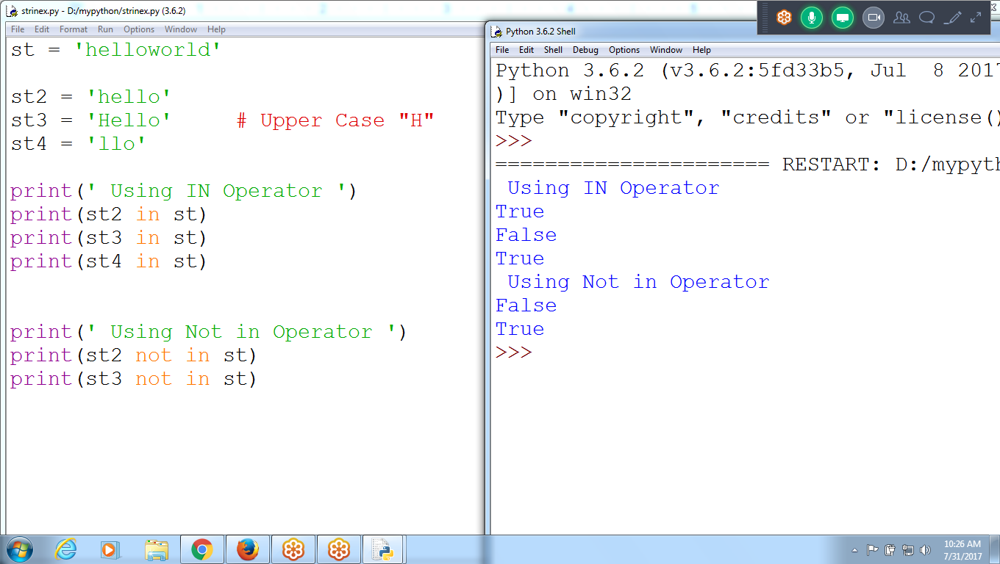 strinex.py - D:/mypython/strinex.py (3.6.2)
File Edit Format Run Options Window Help
st = 'helloworld'
st2 = 'hello'
st3 = 'Hello' # Upper Case "H"
st4 = 'llo'
print(' Using IN Operator ')
print(st2 in st)
print(st3 in st)
print(st4 in st)
print(' Using Not in Operator ')
print(st2 not in st)
print(st3 not in st)
Python 3.6.2 Shell
File Edit Shell Debug Options Window Help
Python 3.6.2 (v3.6.2:5fd33b5, Jul 8 2017
)] on win32
Type "copyright", "credits" or "license()
>>>
====================== RESTART: D:/mypyth
Using IN Operator
True
False
True
Using Not in Operator
False
True
>>>
10:26 AM
7/31/2017